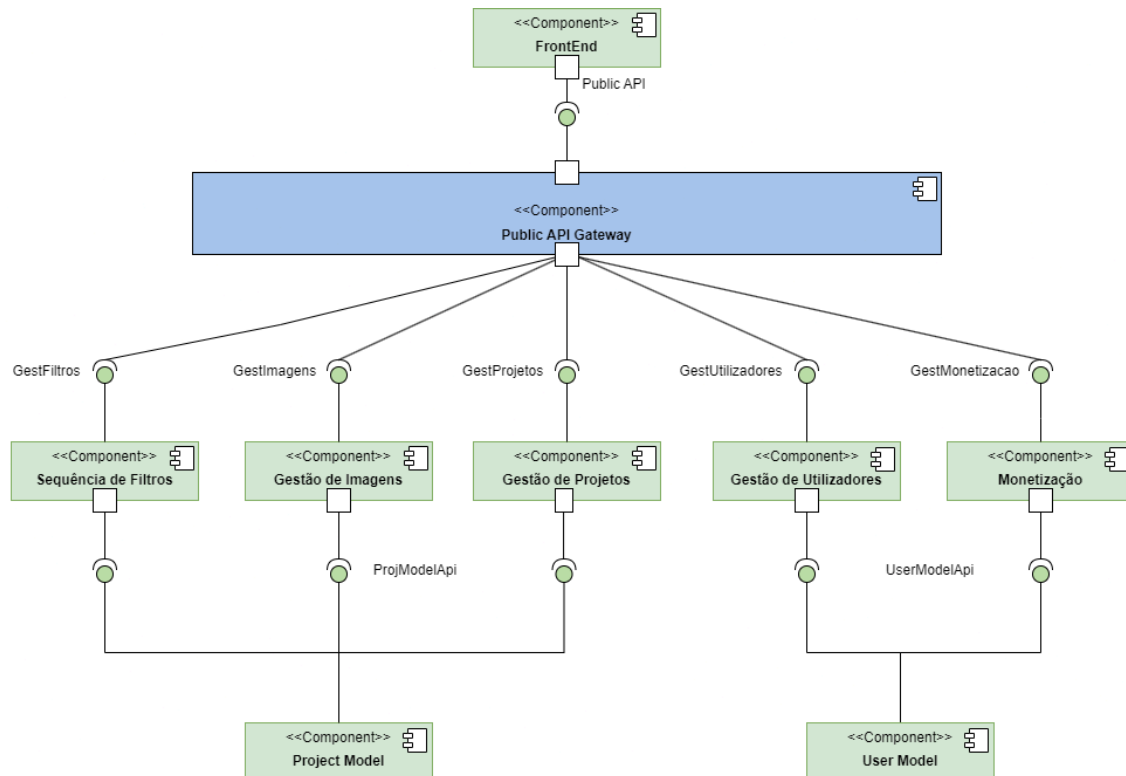 <<Component>>
FrontEnd
Public API
<<Component>>
Public API Gateway
GestFiltros
GestImagens
GestProjetos
GestUtilizadores
GestMonetizacao
<<Component>>
Sequência de Filtros
<<Component>>
Gestão de Imagens
<<Component>>
Gestão de Projetos
<<Component>>
Gestão de Utilizadores
<<Component>>
Monetização
ProjModelApi
UserModelApi
<<Component>>
Project Model
<<Component>>
User Model